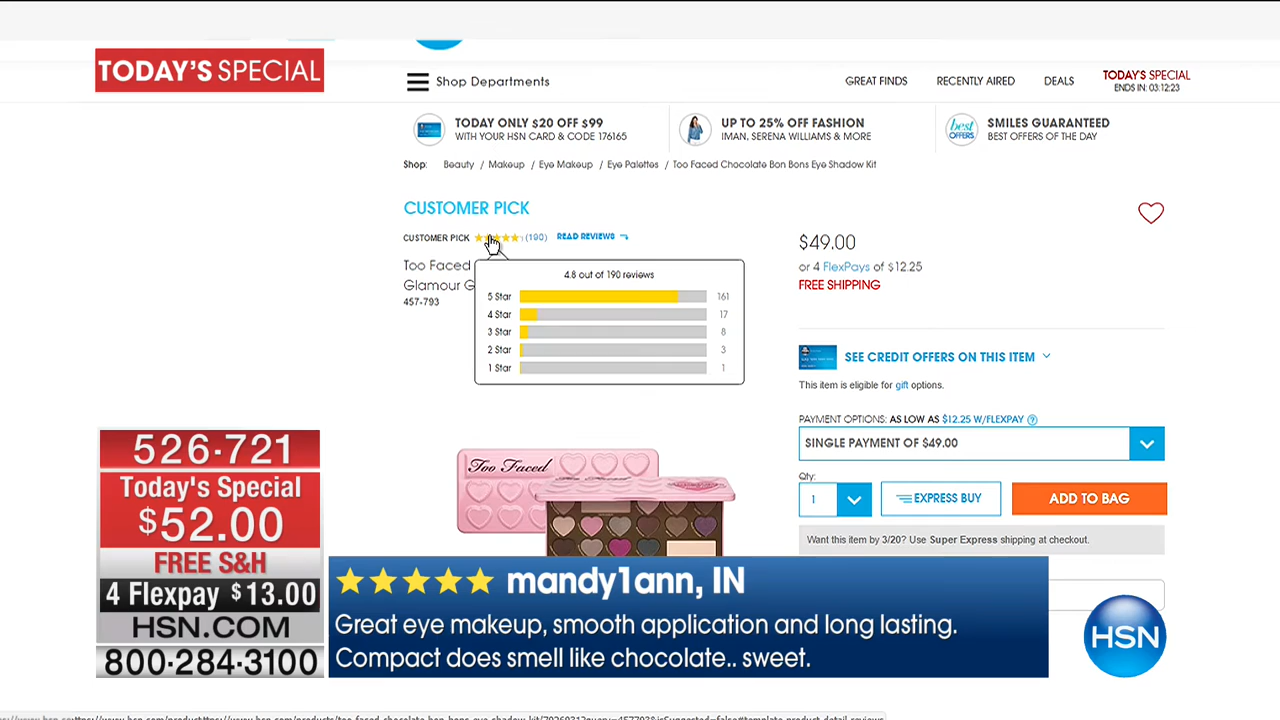 TODAY'S SPECIAL
Shop Departments
GREAT FINDS
RECENTLY AIRED
DEALS
TODAY'S SPECIAL
ENDS IN: 03:12:23
TODAY ONLY $20 OFF $99
WITH YOUR HSN CARD & CODE 176165
UP TO 25% OFF FASHION
IMAN, SERENA WILLIAMS & MORE
best OFFERS
SMILES GUARANTEED
BEST OFFERS OF THE DAY
Shop: Beauty / Makeup / Eye Makeup / Eye Palettes / Too Faced Chocolate Bon Bons Eye Shadow Kit
CUSTOMER PICK
CUSTOMER PICK (190) READ REVIEWS
Too Faced
Glamour G
457-793
4.8 out of 190 reviews
5 Star 161
4 Star 17
3 Star 8
2 Star 3
1 Star 1
$49.00
or 4 FlexPays of $12.25
FREE SHIPPING
SEE CREDIT OFFERS ON THIS ITEM
This item is eligible for gift options.
PAYMENT OPTIONS: AS LOW AS $12.25 W/FLEXPAY ?
SINGLE PAYMENT OF $49.00
Qty:
1
EXPRESS BUY
ADD TO BAG
Want this item by 3/20? Use Super Express shipping at checkout.
Too Faced
526-721
Today's Special
$52.00
FREE S&H
4 Flexpay $13.00
HSN.COM
800-284-3100
mandy1ann, IN
Great eye makeup, smooth application and long lasting.
Compact does smell like chocolate.. sweet.
HSN